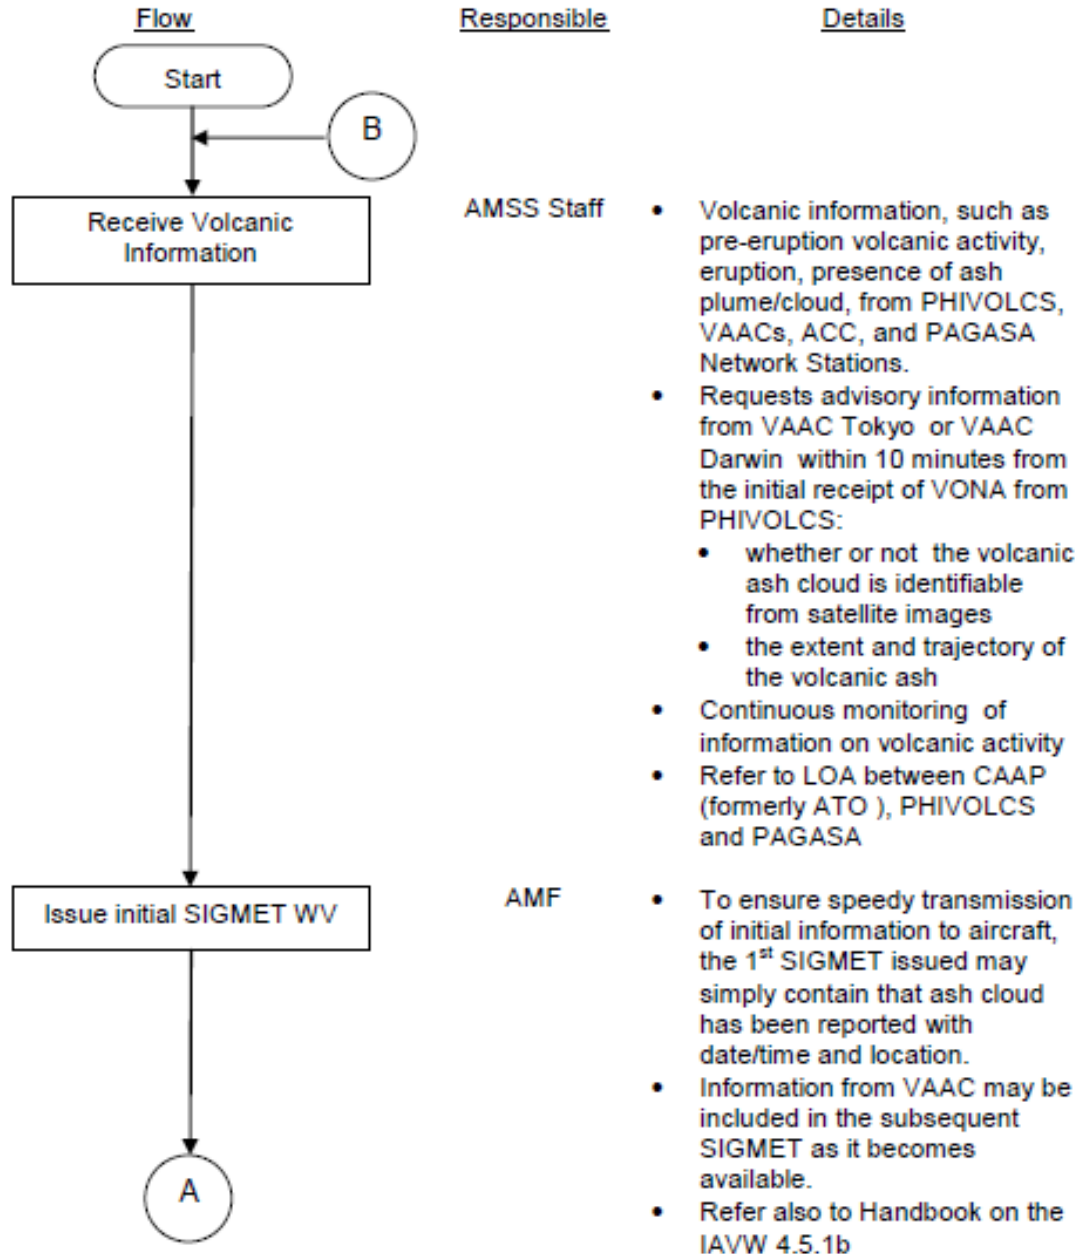 Flow Responsible Details
Start
B
Receive Volcanic
Information
AMSS Staff
• Volcanic information, such as
pre-eruption volcanic activity,
eruption, presence of ash
plume/cloud, from PHIVOLCS,
VAACs, ACC, and PAGASA
Network Stations.
• Requests advisory information
from VAAC Tokyo or VAAC
Darwin within 10 minutes from
the initial receipt of VONA from
PHIVOLCS:
• whether or not the volcanic
ash cloud is identifiable
from satellite images
• the extent and trajectory of
the volcanic ash
• Continuous monitoring of
information on volcanic activity
• Refer to LOA between CAAP
(formerly ATO ), PHIVOLCS
and PAGASA
Issue initial SIGMET WV
AMF
• To ensure speedy transmission
of initial information to aircraft,
the 1st SIGMET issued may
simply contain that ash cloud
has been reported with
date/time and location.
• Information from VAAC may be
included in the subsequent
SIGMET as it becomes
available.
• Refer also to Handbook on the
IAVW 4.5.1b
A